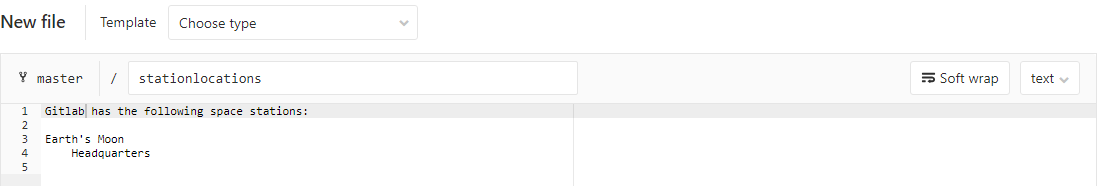 New file Template Choose type
master / stationlocations Soft wrap text
1 Gitlab has the following space stations:
2
3 Earth's Moon
4 Headquarters
5